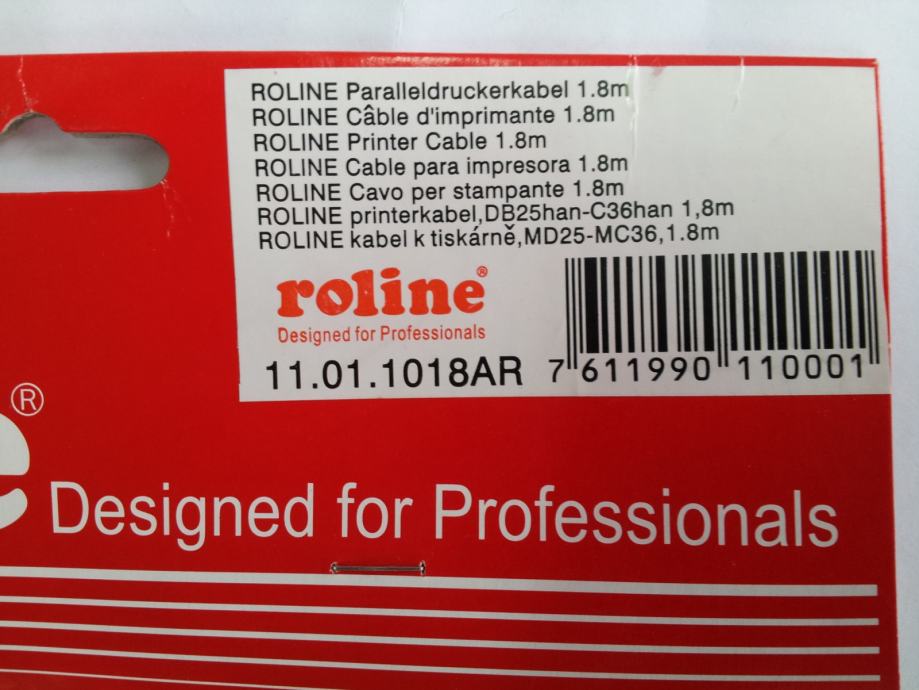 ROLINE Paralleldruckerkabel 1.8m
ROLINE Câble d'imprimante 1.8m
ROLINE Printer Cable 1.8m
ROLINE Cable para impresora 1.8m
ROLINE Cavo per stampante 1.8m
ROLINE printerkabel,DB25han-C36han 1,8m
ROLINE kabel k tiskárně,MD25-MC36,1.8m
roline®
Designed for Professionals
11.01.1018AR
7 611990 110001
e®
Designed for Professionals